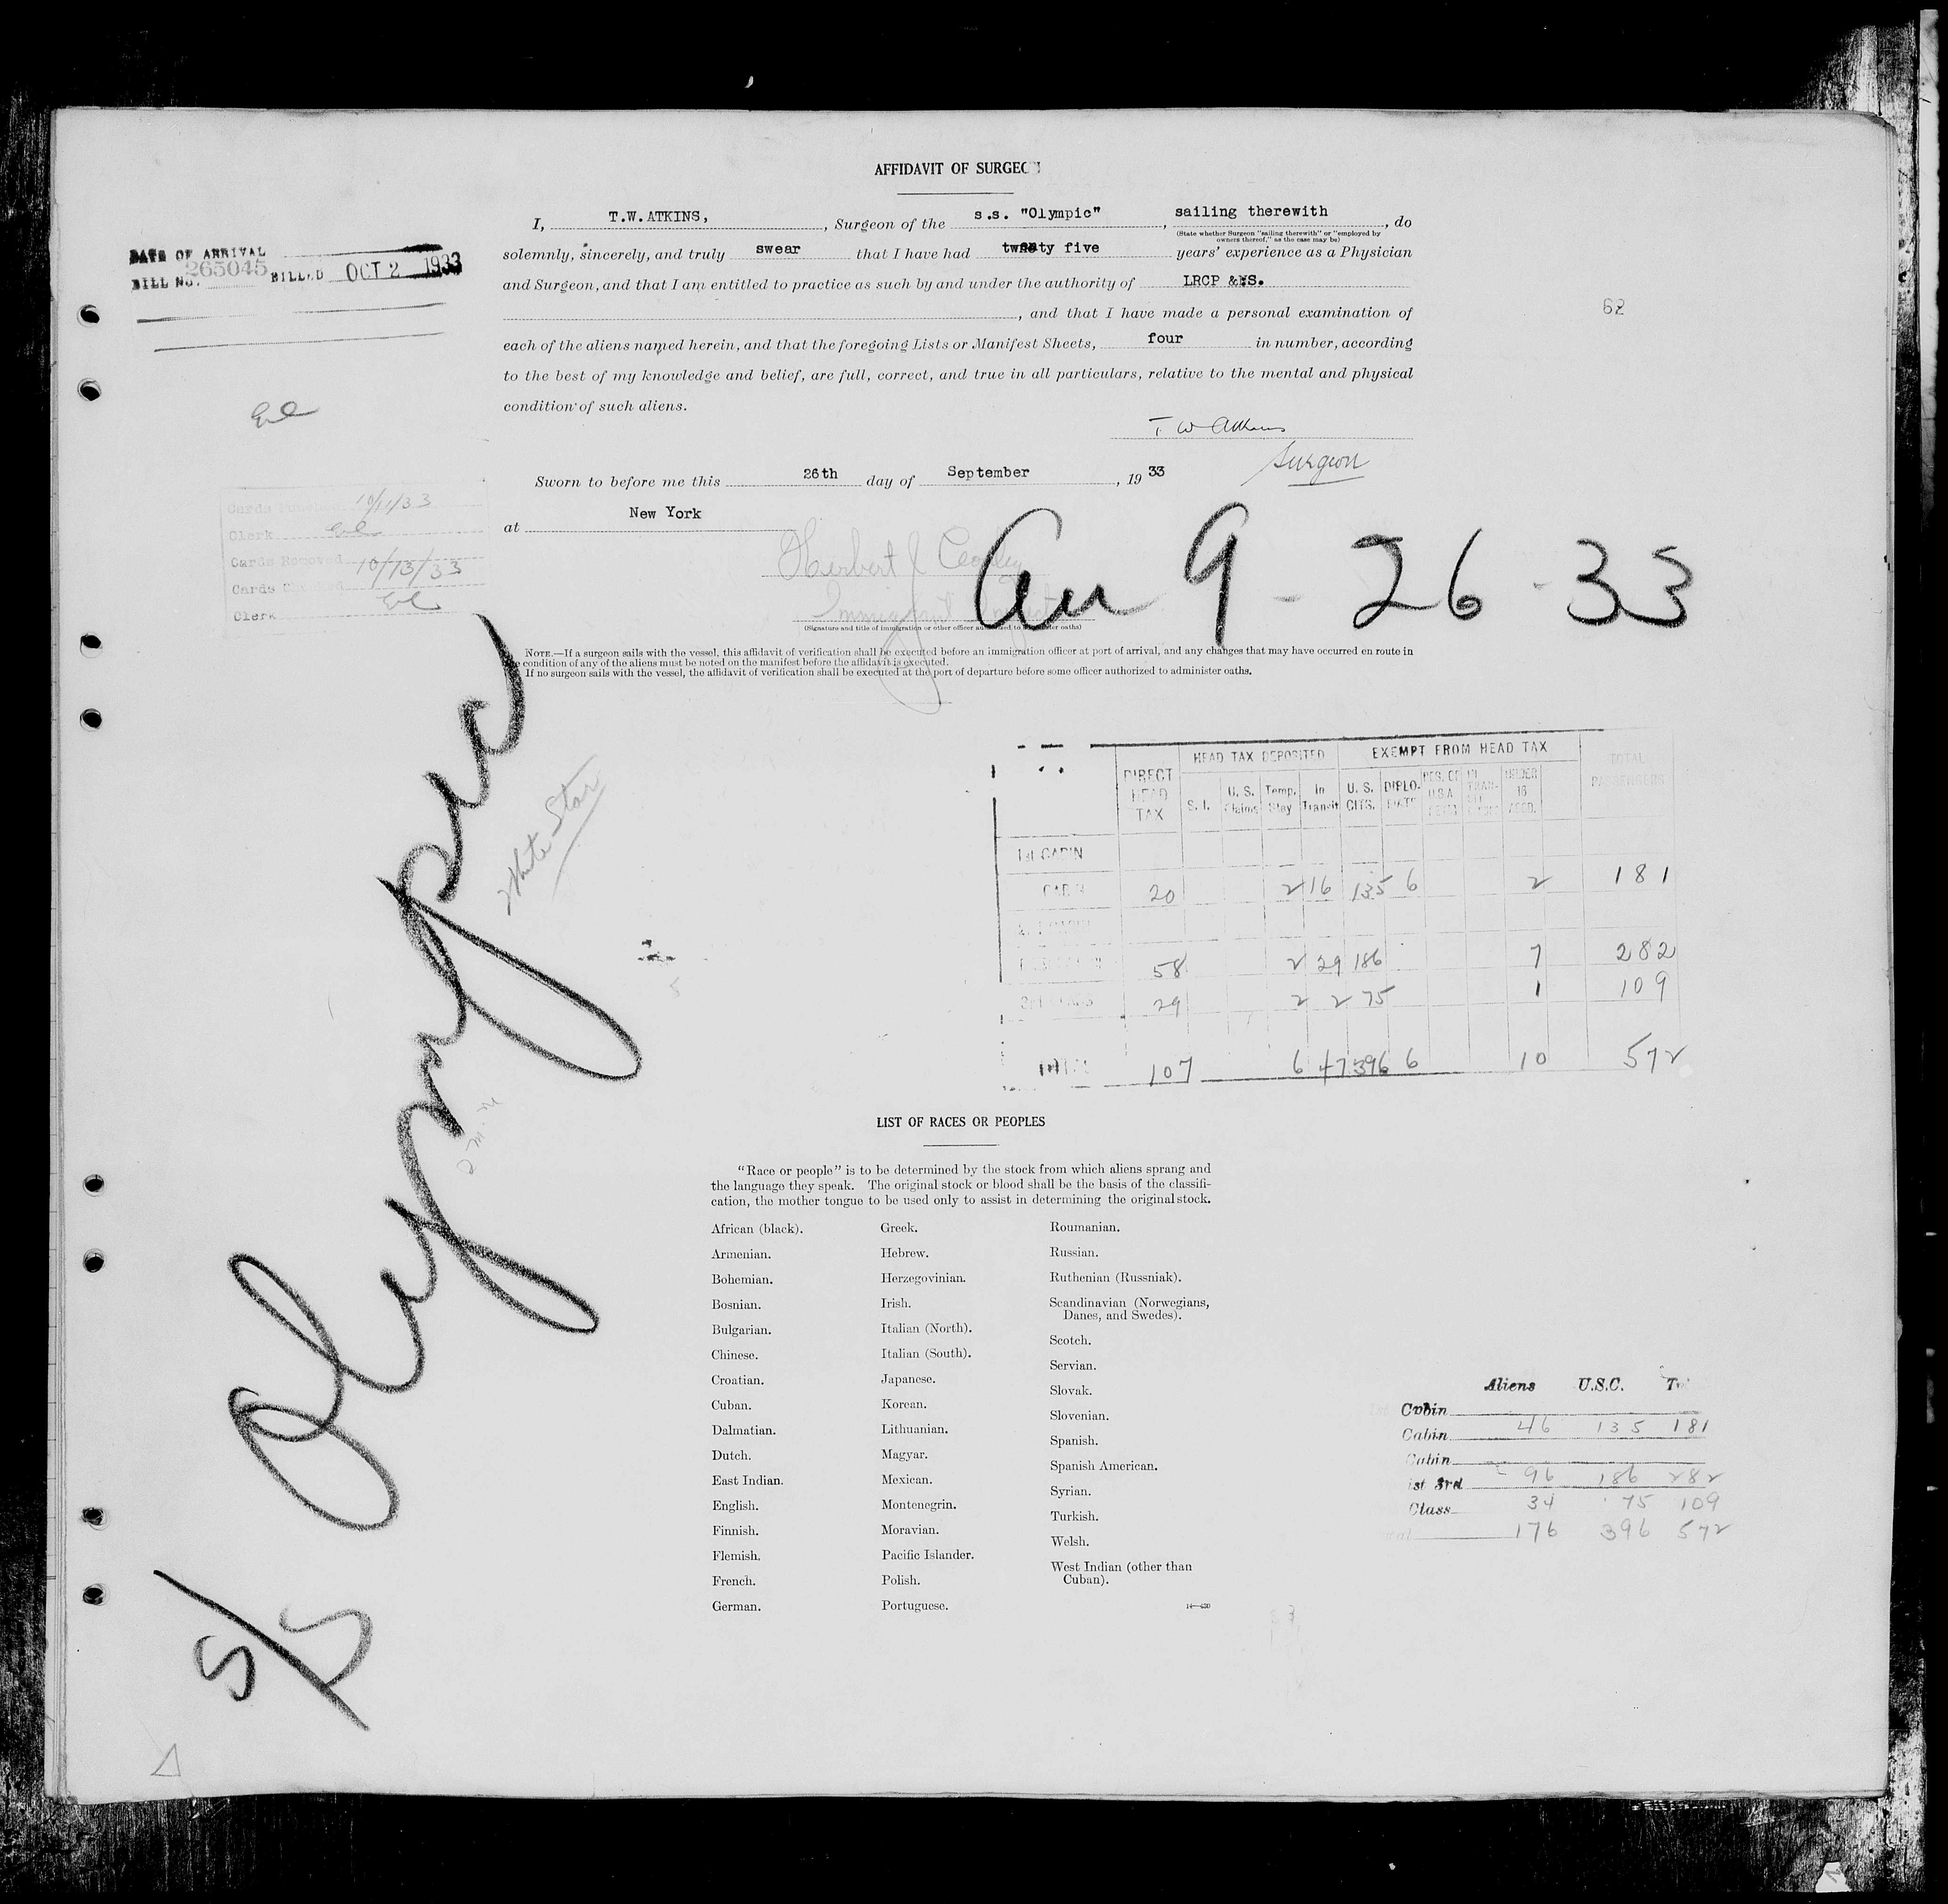 AFFIDAVIT OF SURGEON
I, T.W.ATKINS, , Surgeon of the s.s. "Olympic" , sailing therewith , do
(State whether Surgeon "sailing therewith" or "employed by
owners thereof," as the case may be)
solemnly, sincerely, and truly swear that I have had twenty five years' experience as a Physician
and Surgeon, and that I am entitled to practice as such by and under the authority of LRCP &
, and that I have made a personal examination of
each of the aliens named herein, and that the foregoing Lists or Manifest Sheets, four in number, according
to the best of my knowledge and belief, are full, correct, and true in all particulars, relative to the mental and physical
condition of such aliens.
T W Atkins
Surgeon
Sworn to before me this 26th day of September , 19 33
at New York
Herbert J
Immigrant Inspector
(Signature and title of immigration or other officer authorized to administer oaths)
NOTE.—If a surgeon sails with the vessel, this affidavit of verification shall be executed before an immigration officer at port of arrival, and any changes that may have occurred en route in
the condition of any of the aliens must be noted on the manifest before the affidavit is executed.
If no surgeon sails with the vessel, the affidavit of verification shall be executed at the port of departure before some officer authorized to administer oaths.
DATE OF ARRIVAL
BILL NO. 265045 BILLED OCT 2 1933
62
Cards 10/11/33
Clerk
Cards Removed 10/13/33
Cards
Clerk
9-26-33
S/S Olympic
White Star
DIRECT HEAD TAX
HEAD TAX DEPOSITED
EXEMPT FROM HEAD TAX
TOTAL PASSENGERS
S. I. U. S. Claims Temp. Stay In Transit U. S. CITS. DIPLO- UNDER 16
1st CABIN
CABIN 20 2 16 135 6 2 181
58 2 29 186 7 282
29 2 2 75 1 109
TOTAL 107 6 47 396 6 10 572
LIST OF RACES OR PEOPLES
"Race or people" is to be determined by the stock from which aliens sprang and
the language they speak. The original stock or blood shall be the basis of the classifi-
cation, the mother tongue to be used only to assist in determining the original stock.
African (black).
Armenian.
Bohemian.
Bosnian.
Bulgarian.
Chinese.
Croatian.
Cuban.
Dalmatian.
Dutch.
East Indian.
English.
Finnish.
Flemish.
French.
German.
Greek.
Hebrew.
Herzegovinian.
Irish.
Italian (North).
Italian (South).
Japanese.
Korean.
Lithuanian.
Magyar.
Mexican.
Montenegrin.
Moravian.
Pacific Islander.
Polish.
Portuguese.
Roumanian.
Russian.
Ruthenian (Russniak).
Scandinavian (Norwegians,
Danes, and Swedes).
Scotch.
Servian.
Slovak.
Slovenian.
Spanish.
Spanish American.
Syrian.
Turkish.
Welsh.
West Indian (other than
Cuban).
Aliens U.S.C.
Cabin
Cabin 46 135 181
Cabin
3rd 96 186 282
Class 34 75 109
176 396 572